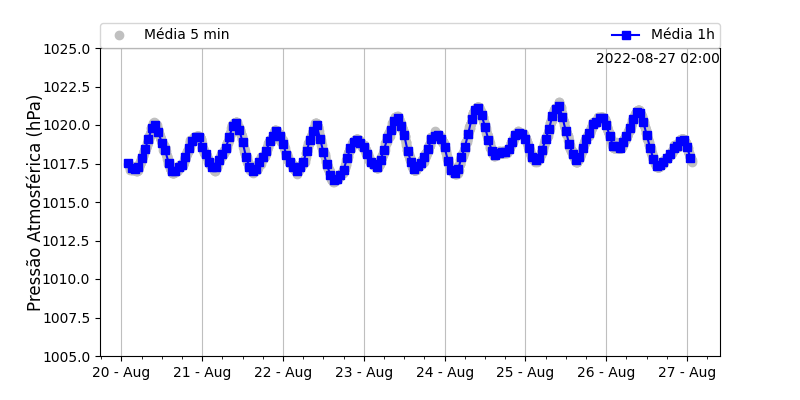 Média 5 min
Média 1h
2022-08-27 02:00
Pressão Atmosférica (hPa)
1025.0
1022.5
1020.0
1017.5
1015.0
1012.5
1010.0
1007.5
1005.0
20 - Aug
21 - Aug
22 - Aug
23 - Aug
24 - Aug
25 - Aug
26 - Aug
27 - Aug